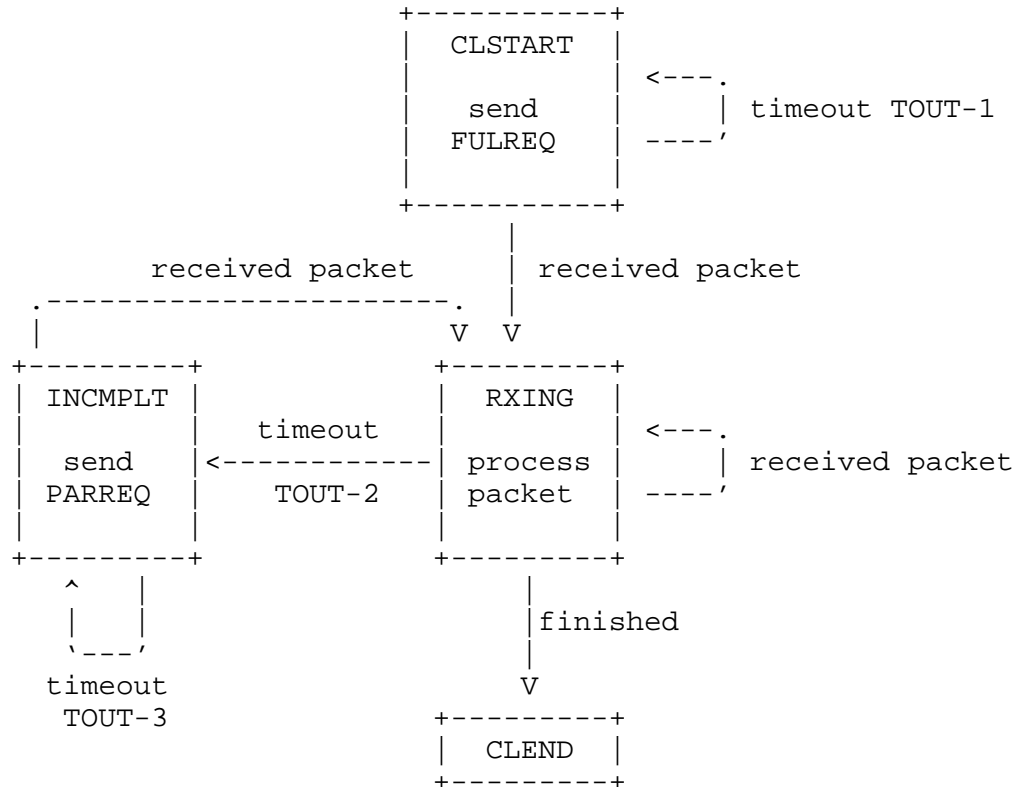 CLSTART
send
FULREQ
timeout TOUT-1
received packet
received packet
INCMPLT
send
PARREQ
timeout
TOUT-2
RXING
process
packet
received packet
finished
timeout
TOUT-3
CLEND